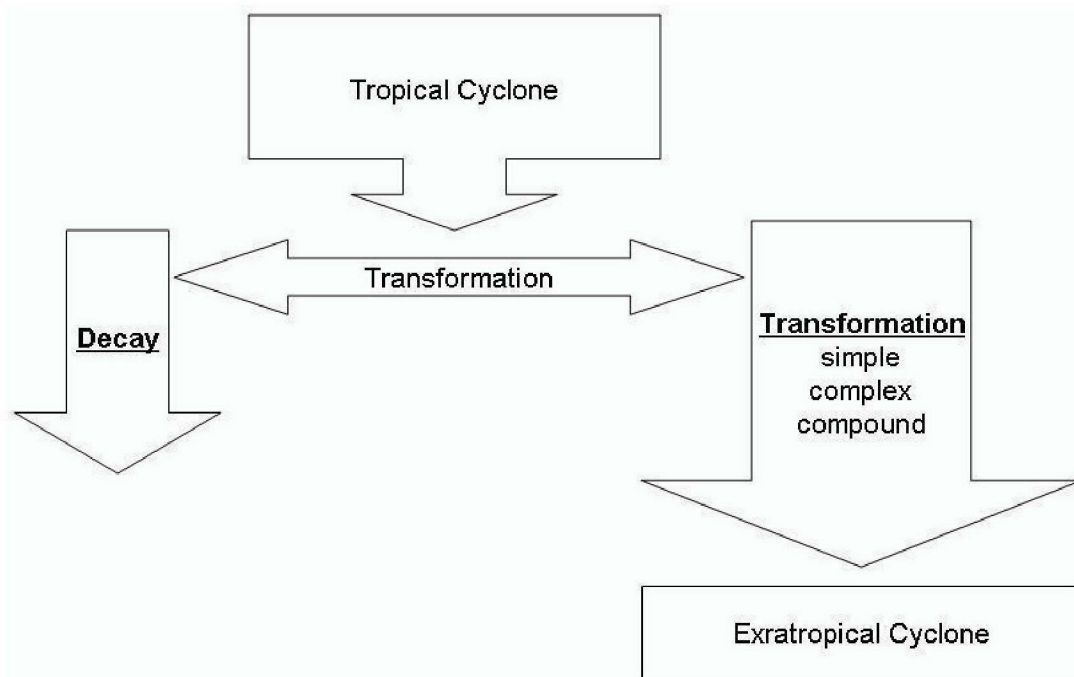 Tropical Cyclone
Transformation
Decay
Transformation
simple
complex
compound
Exratropical Cyclone